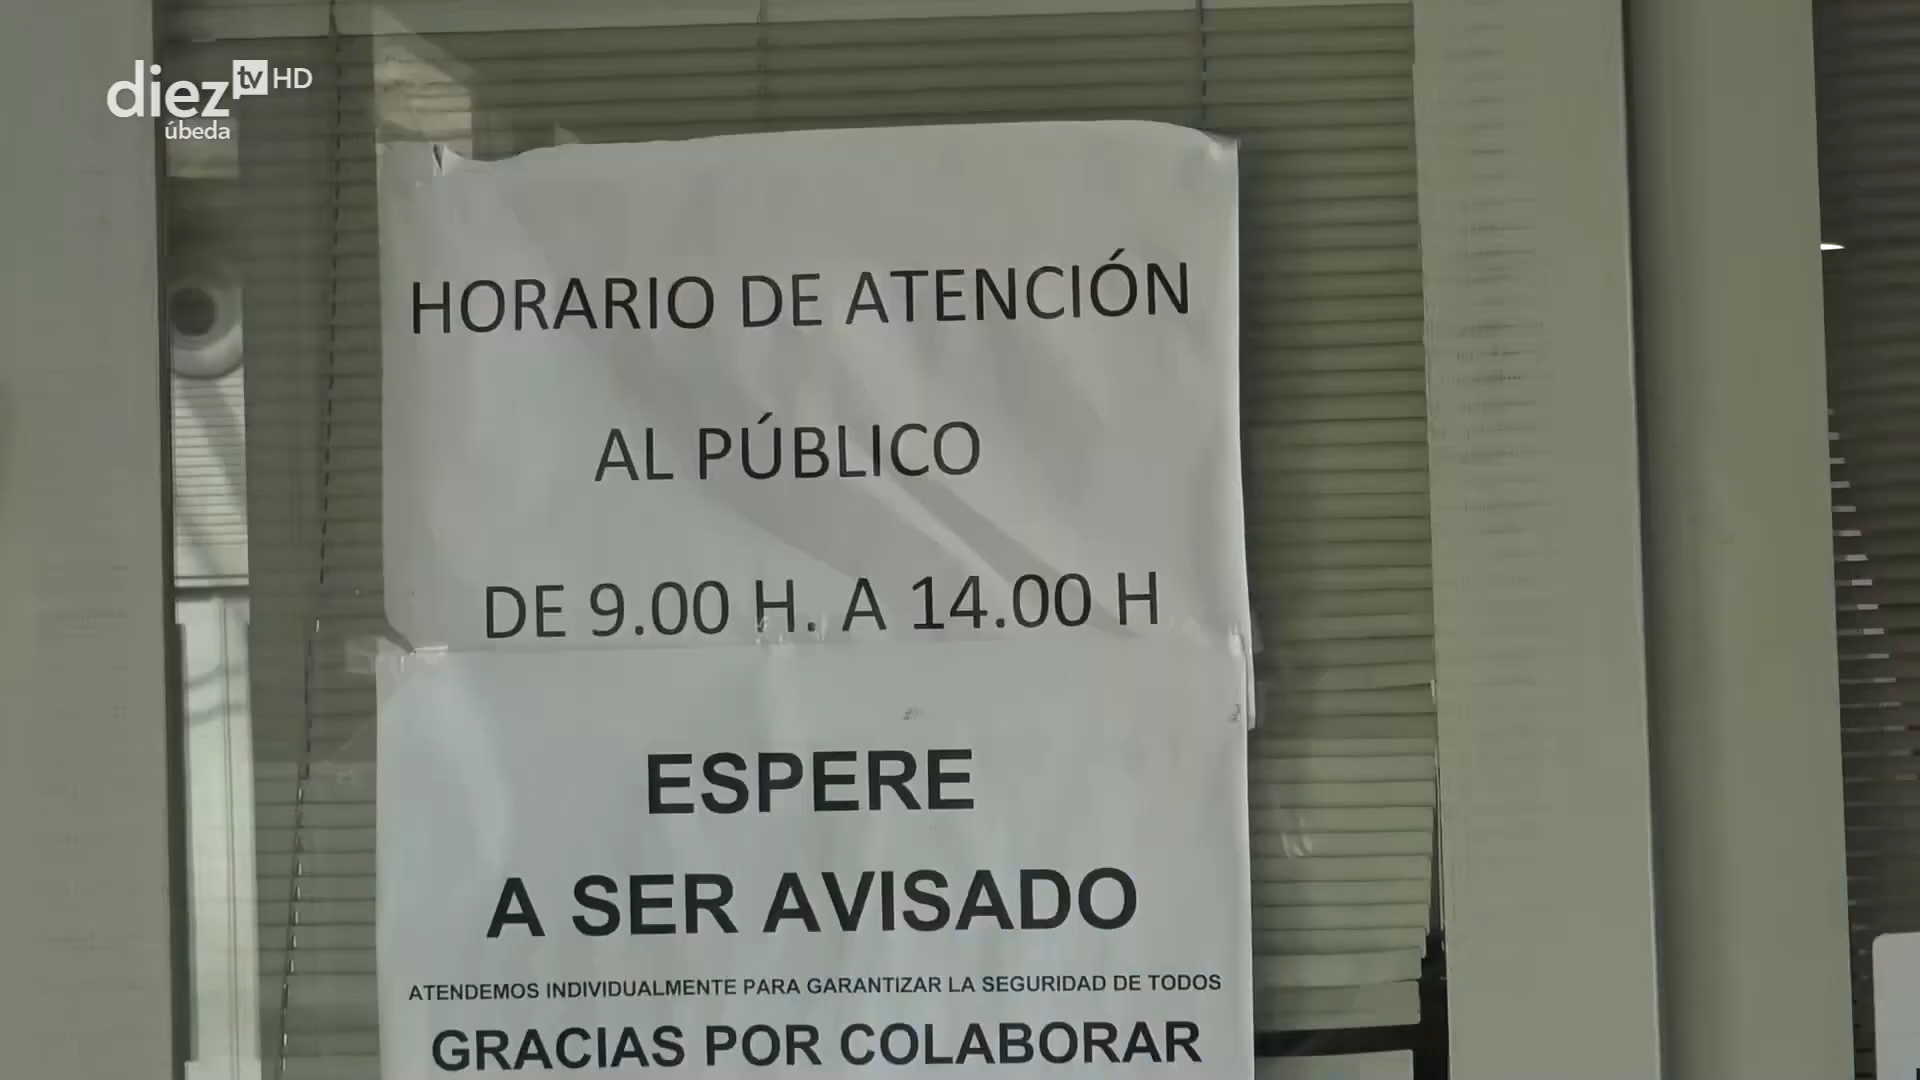 diez tv HD
úbeda
HORARIO DE ATENCIÓN
AL PÚBLICO
DE 9.00 H. A 14.00 H
ESPERE
A SER AVISADO
ATENDEMOS INDIVIDUALMENTE PARA GARANTIZAR LA SEGURIDAD DE TODOS
GRACIAS POR COLABORAR